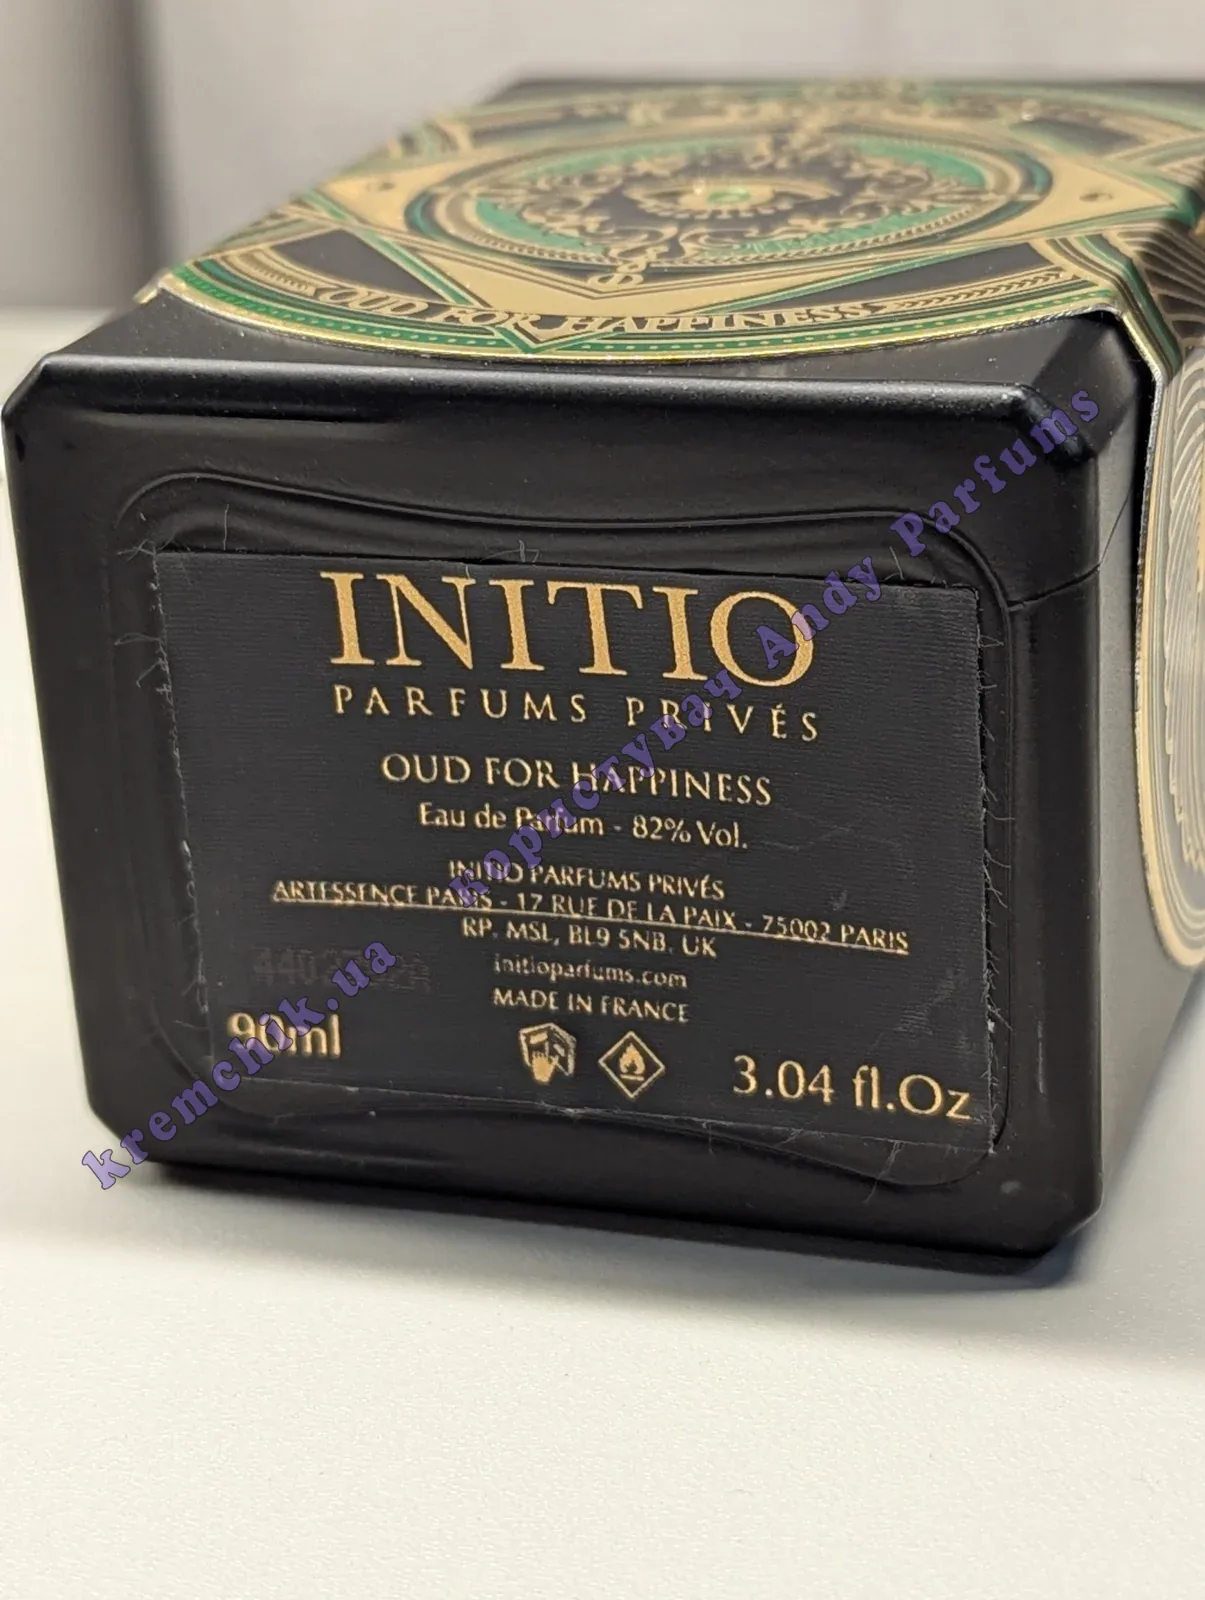 OUD FOR HAPPINESS
INITIO
PARFUMS PRIVÉS
OUD FOR HAPPINESS
Eau de Parfum - 82% Vol.
INITIO PARFUMS PRIVÉS
ARTESSENCE PARIS - 17 RUE DE LA PAIX - 75002 PARIS
RP. MSL, BL9 5NB. UK
initioparfums.com
MADE IN FRANCE
90ml
3.04 fl.Oz
kremchik.ua користувач Andy Parfums